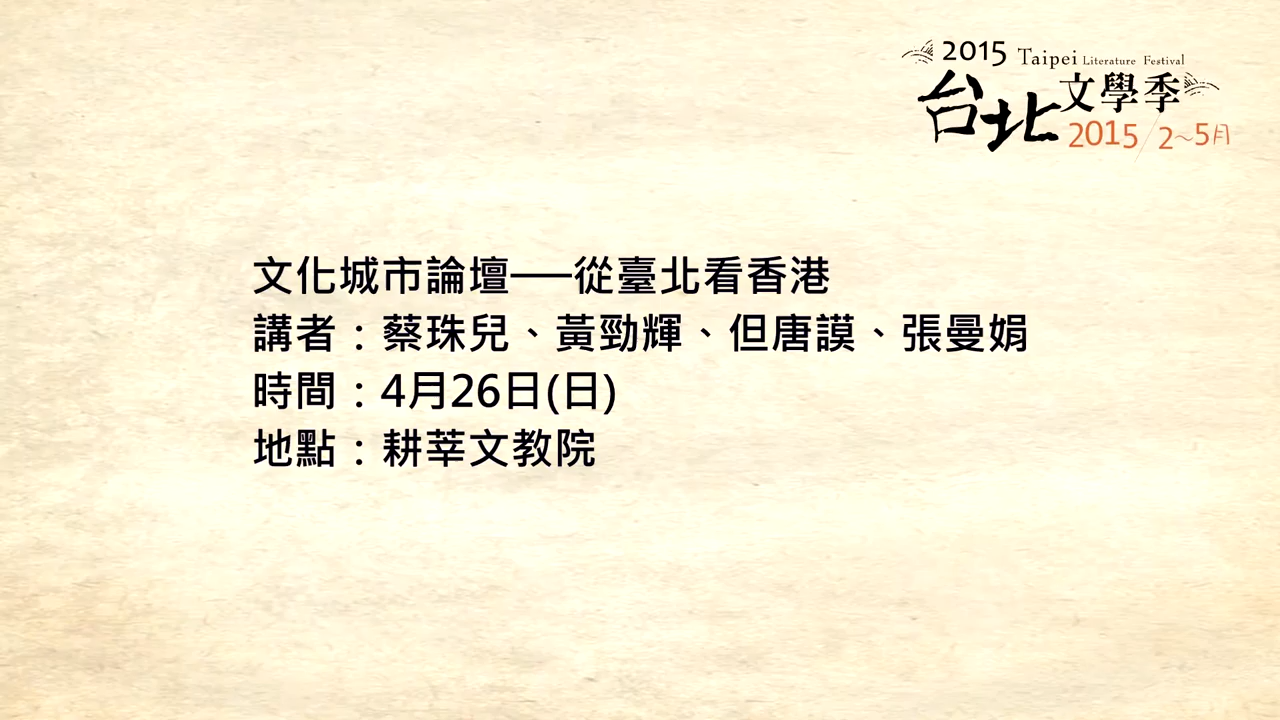 2015 Taipei Literature Festival
台北文學季
2015/2~5月
文化城市論壇──從臺北看香港
講者：蔡珠兒、黃勁輝、但唐謨、張曼娟
時間：4月26日(日)
地點：耕莘文教院